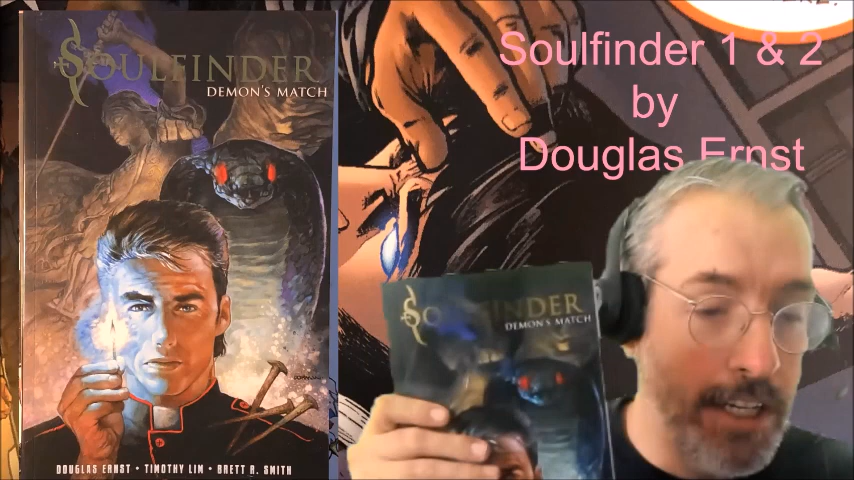 SOULFINDER
DEMON'S MATCH
DOUGLAS ERNST • TIMOTHY LIM • BRETT R. SMITH
Soulfinder 1 & 2
by
Douglas Ernst
SOULFINDER
DEMON'S MATCH